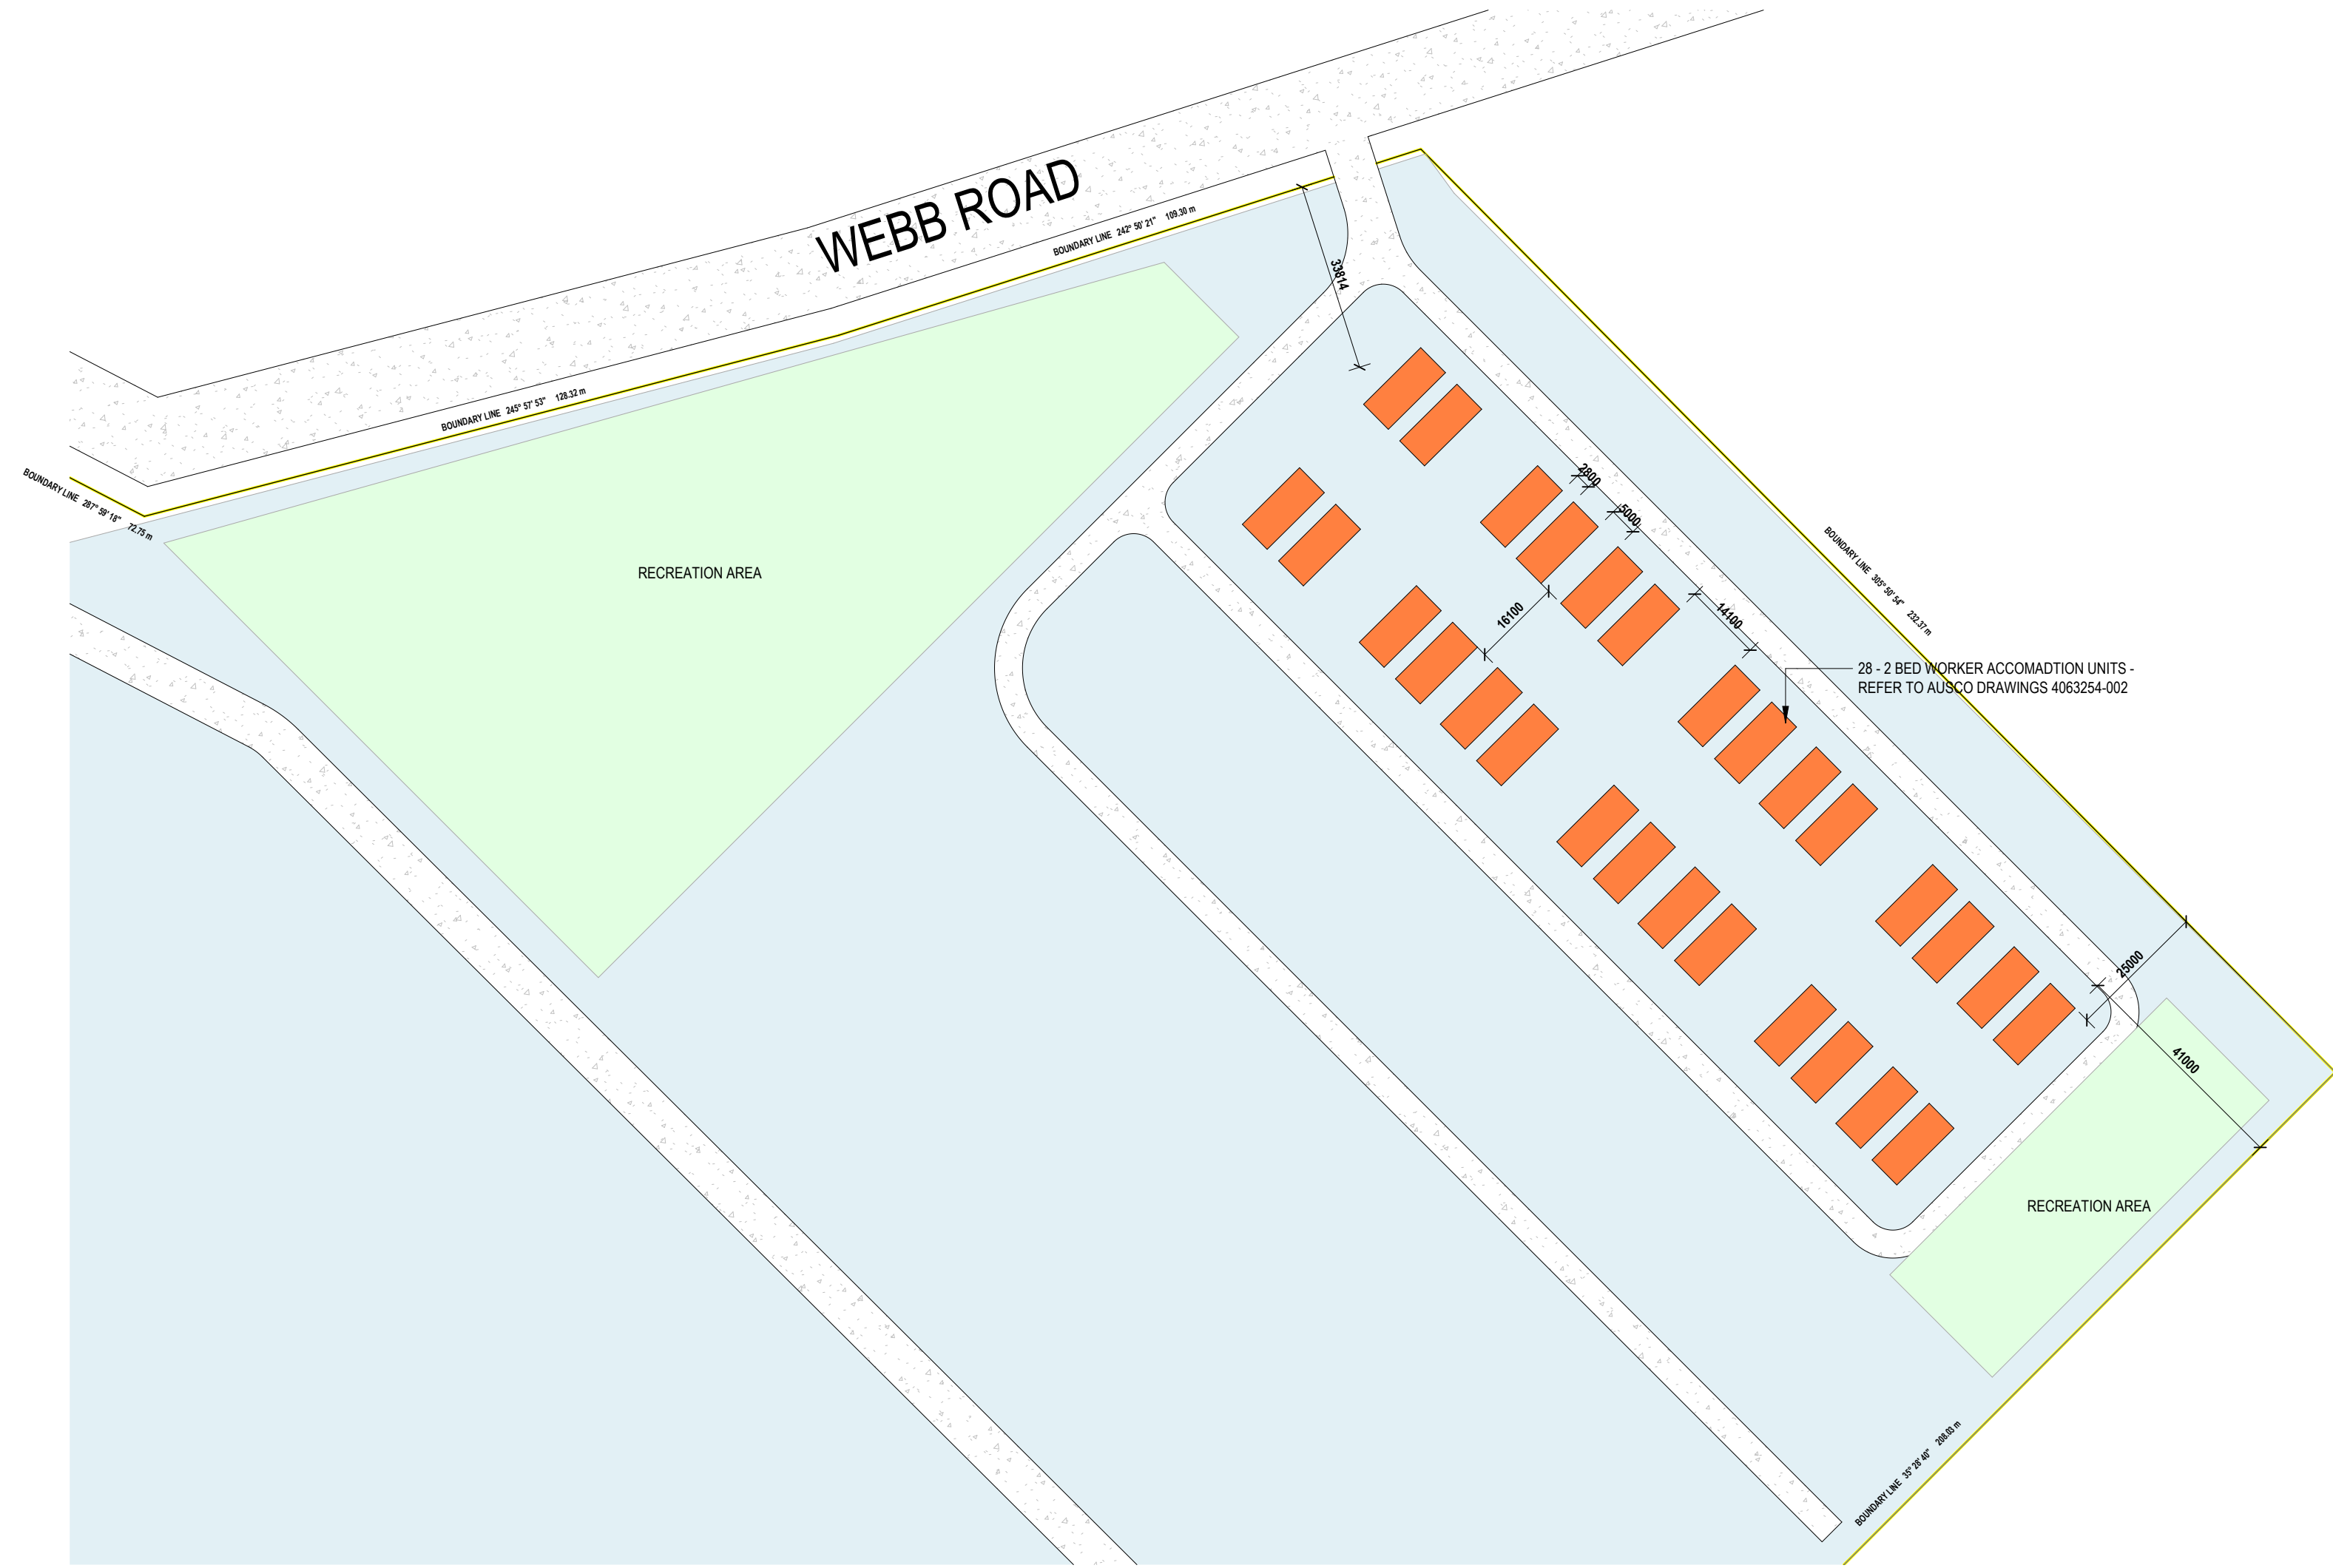 WEBB ROAD
BOUNDARY LINE 242° 50' 21" 109.30 m
33814
BOUNDARY LINE 245° 57' 53" 128.32 m
BOUNDARY LINE 287° 59' 18" 72.75 m
RECREATION AREA
2800
5000
16100
14100
BOUNDARY LINE 305° 50' 54" 232.37 m
28 - 2 BED WORKER ACCOMADTION UNITS -
REFER TO AUSCO DRAWINGS 4063254-002
25000
41000
RECREATION AREA
BOUNDARY LINE 35° 28' 40" 208.03 m